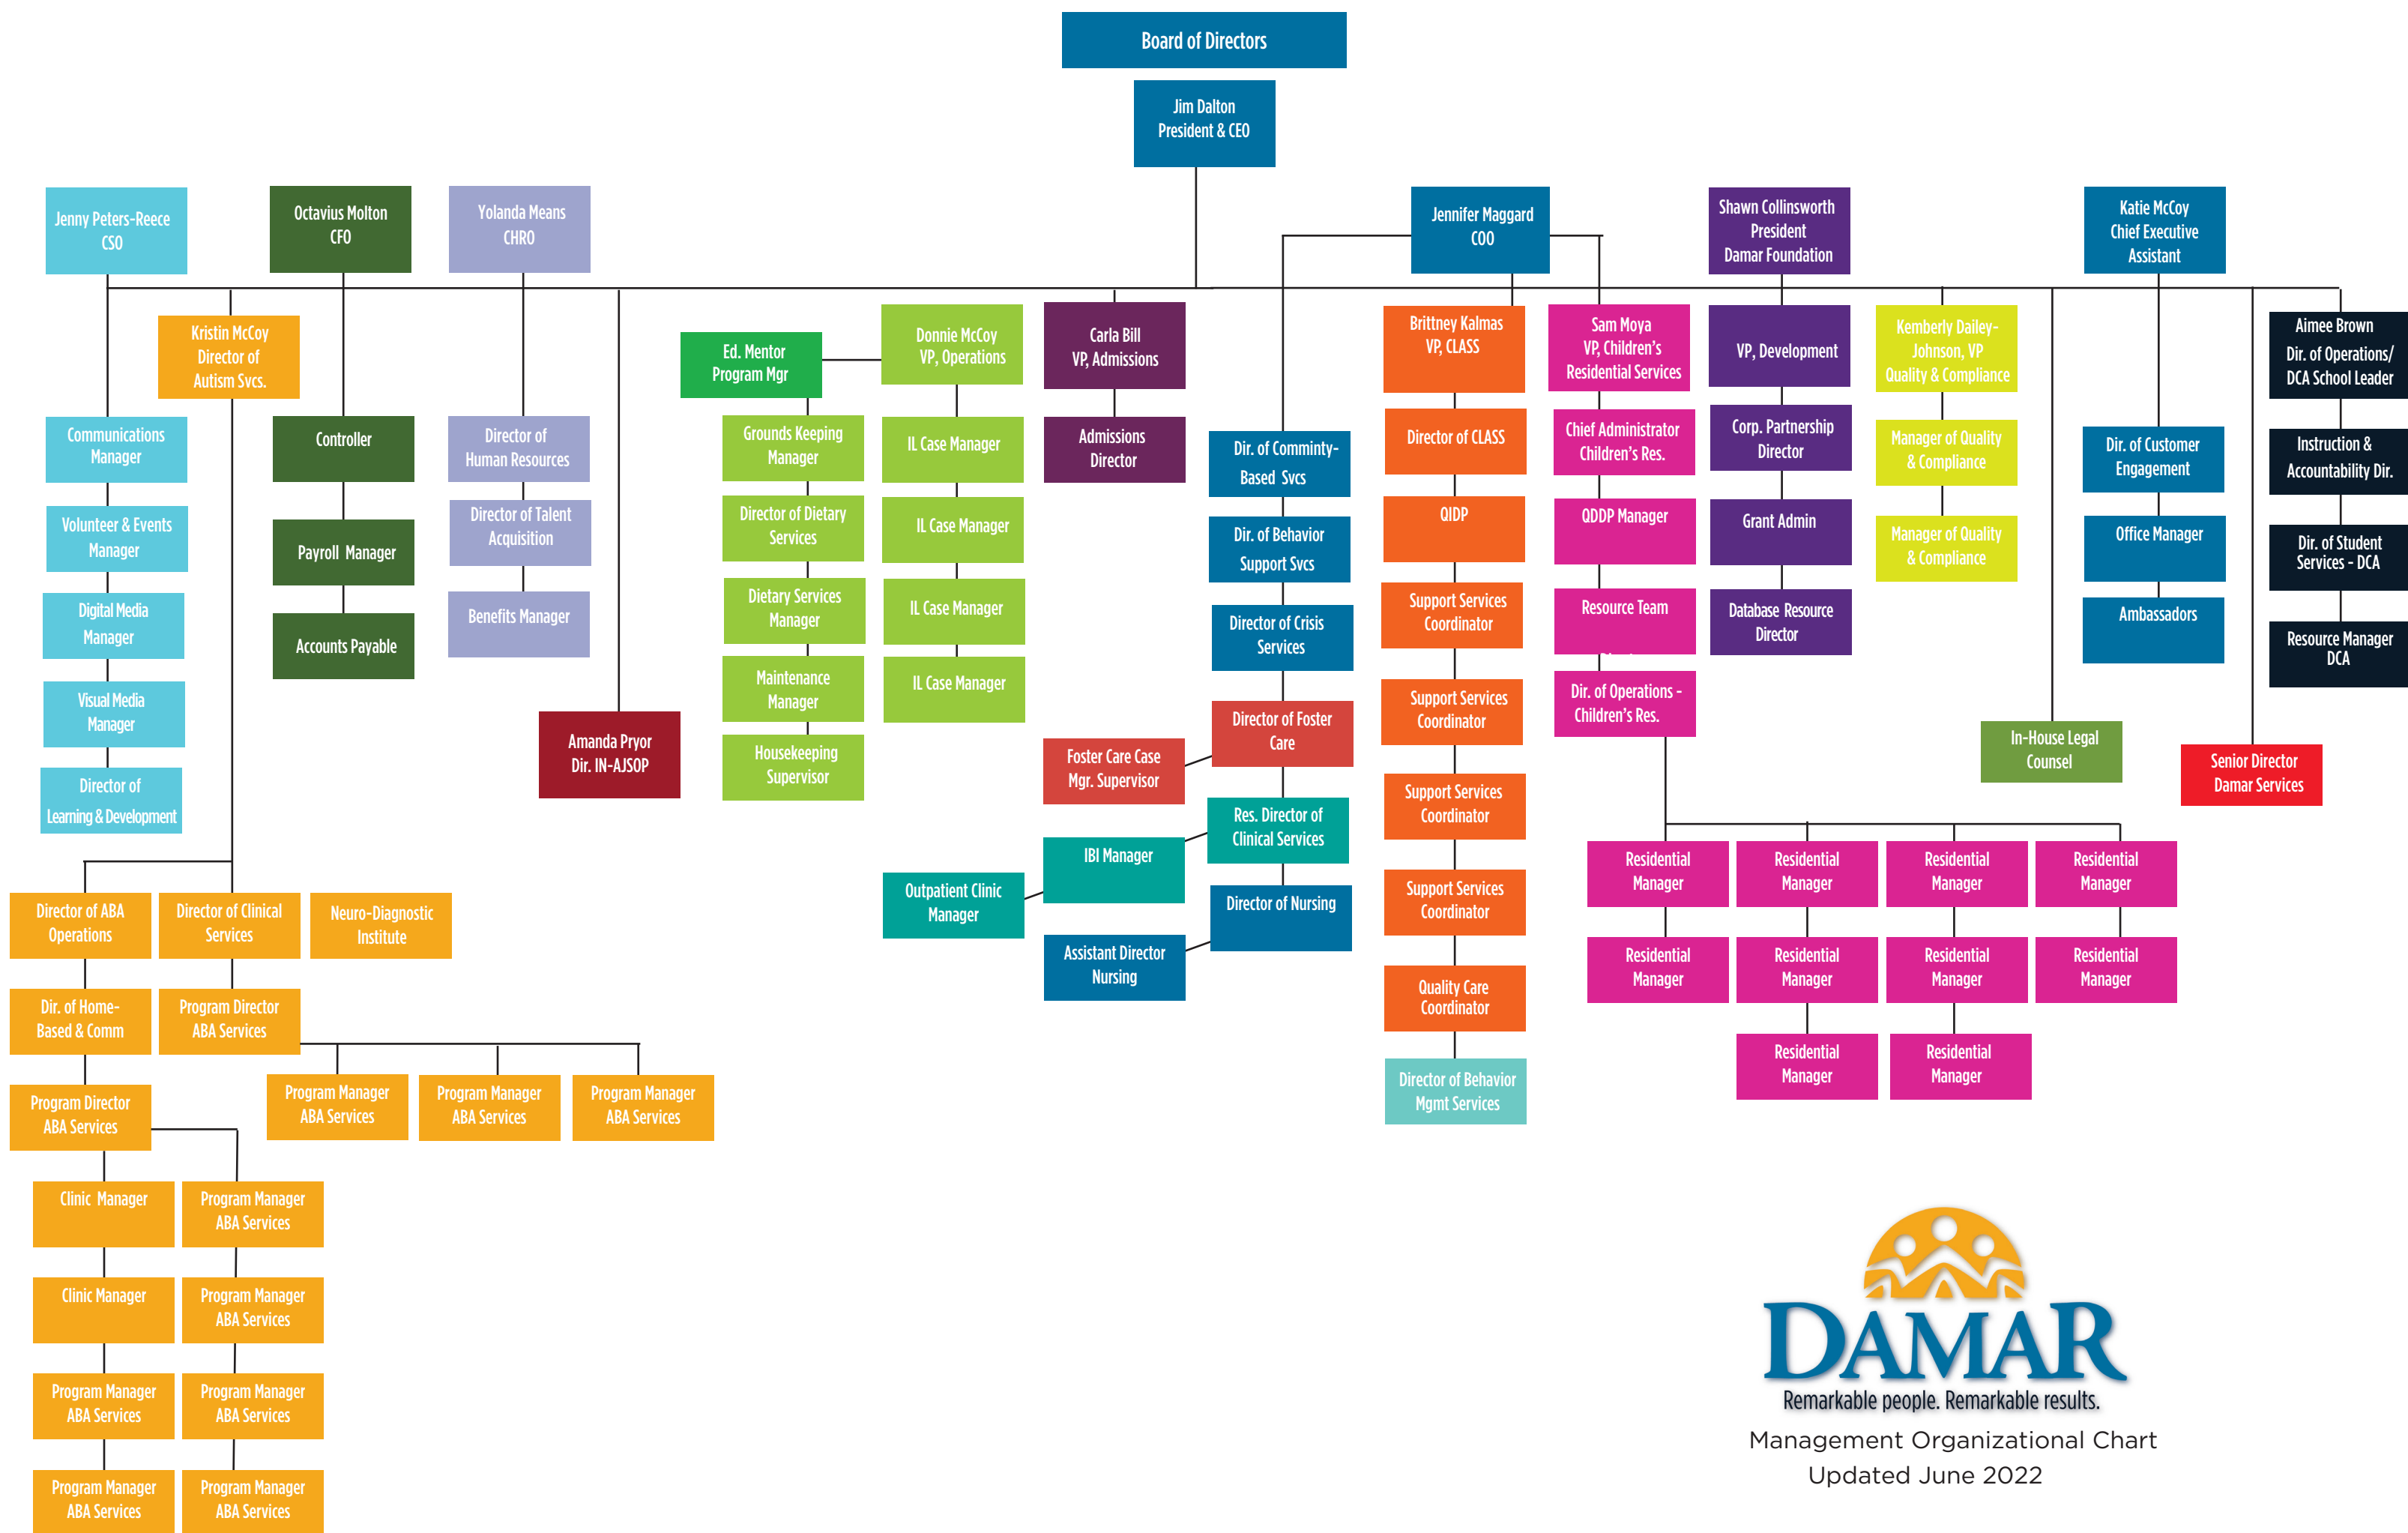 Board of Directors
Jim Dalton
President & CEO
Jenny Peters-Reece
CSO
Octavius Molton
CFO
Yolanda Means
CHRO
Jennifer Maggard
COO
Shawn Collinsworth
President
Damar Foundation
Katie McCoy
Chief Executive
Assistant
Kristin McCoy
Director of
Autism Svcs.
Ed. Mentor
Program Mgr
Donnie McCoy
VP, Operations
Carla Bill
VP, Admissions
Brittney Kalmas
VP, CLASS
Sam Moya
VP, Children's
Residential Services
VP, Development
Kemberly Dailey-
Johnson, VP
Quality & Compliance
Aimee Brown
Dir. of Operations/
DCA School Leader
Communications
Manager
Volunteer & Events
Manager
Digital Media
Manager
Visual Media
Manager
Director of
Learning & Development
Controller
Payroll Manager
Accounts Payable
Director of
Human Resources
Director of Talent
Acquisition
Benefits Manager
Amanda Pryor
Dir. IN-AJSOP
Grounds Keeping
Manager
Director of Dietary
Services
Dietary Services
Manager
Maintenance
Manager
Housekeeping
Supervisor
IL Case Manager
IL Case Manager
IL Case Manager
IL Case Manager
Admissions
Director
Dir. of Comminty-
Based Svcs
Dir. of Behavior
Support Svcs
Director of Crisis
Services
Director of Foster
Care
Foster Care Case
Mgr. Supervisor
Res. Director of
Clinical Services
IBI Manager
Outpatient Clinic
Manager
Director of Nursing
Assistant Director
Nursing
Director of CLASS
QIDP
Support Services
Coordinator
Support Services
Coordinator
Support Services
Coordinator
Support Services
Coordinator
Quality Care
Coordinator
Director of Behavior
Mgmt Services
Chief Administrator
Children's Res.
QDDP Manager
Resource Team
Dir. of Operations -
Children's Res.
Corp. Partnership
Director
Grant Admin
Database Resource
Director
Manager of Quality
& Compliance
Manager of Quality
& Compliance
Dir. of Customer
Engagement
Office Manager
Ambassadors
Instruction &
Accountability Dir.
Dir. of Student
Services - DCA
Resource Manager
DCA
In-House Legal
Counsel
Senior Director
Damar Services
Residential
Manager
Residential
Manager
Residential
Manager
Residential
Manager
Residential
Manager
Residential
Manager
Residential
Manager
Residential
Manager
Residential
Manager
Residential
Manager
Director of ABA
Operations
Director of Clinical
Services
Neuro-Diagnostic
Institute
Dir. of Home-
Based & Comm
Program Director
ABA Services
Program Manager
ABA Services
Program Manager
ABA Services
Program Manager
ABA Services
Program Director
ABA Services
Clinic Manager
Program Manager
ABA Services
Clinic Manager
Program Manager
ABA Services
Program Manager
ABA Services
Program Manager
ABA Services
Program Manager
ABA Services
Program Manager
ABA Services
DAMAR
Remarkable people. Remarkable results.
Management Organizational Chart
Updated June 2022